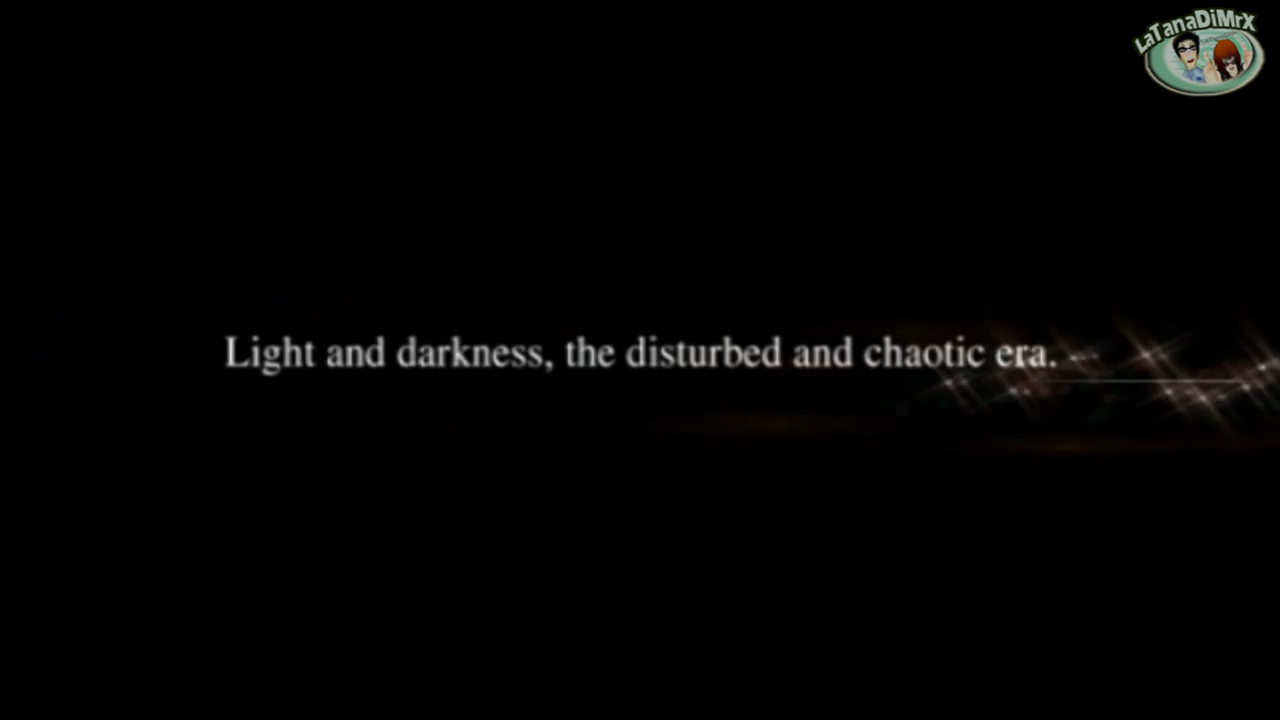 LaTanaDiMrX
Light and darkness, the disturbed and chaotic era.